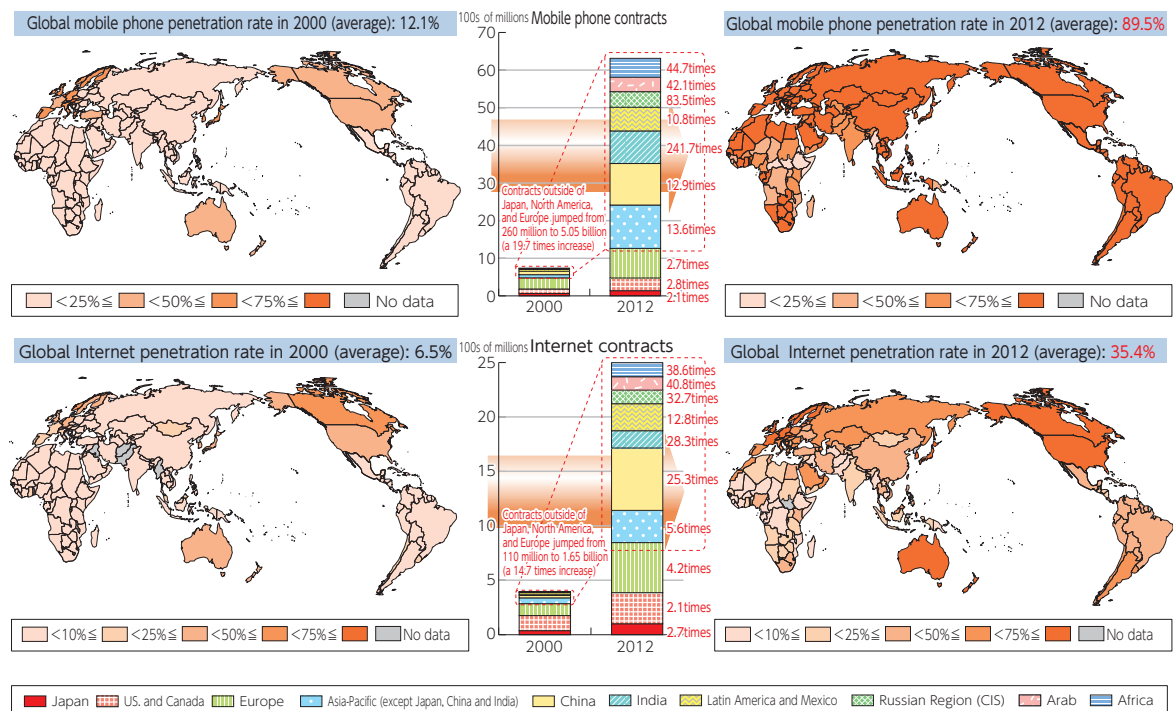 Global mobile phone penetration rate in 2000 (average): 12.1%
<25%≦ <50%≦ <75%≦ No data
100s of millions Mobile phone contracts
70
60
50
40
30
20
10
0
2000 2012
44.7times
42.1times
83.5times
10.8times
241.7times
12.9times
13.6times
2.7times
2.8times
2.1times
Contracts outside of
Japan, North America,
and Europe jumped from
260 million to 5.05 billion
(a 19.7 times increase)
Global mobile phone penetration rate in 2012 (average): 89.5%
<25%≦ <50%≦ <75%≦ No data
Global Internet penetration rate in 2000 (average): 6.5%
<10%≦ <25%≦ <50%≦ <75%≦ No data
100s of millions Internet contracts
25
20
15
10
5
0
2000 2012
38.6times
40.8times
32.7times
12.8times
28.3times
25.3times
5.6times
4.2times
2.1times
2.7times
Contracts outside of
Japan, North America,
and Europe jumped from
110 million to 1.65 billion
(a 14.7 times increase)
Global Internet penetration rate in 2012 (average): 35.4%
<10%≦ <25%≦ <50%≦ <75%≦ No data
Japan US. and Canada Europe Asia-Pacific (except Japan, China and India) China India Latin America and Mexico Russian Region (CIS) Arab Africa